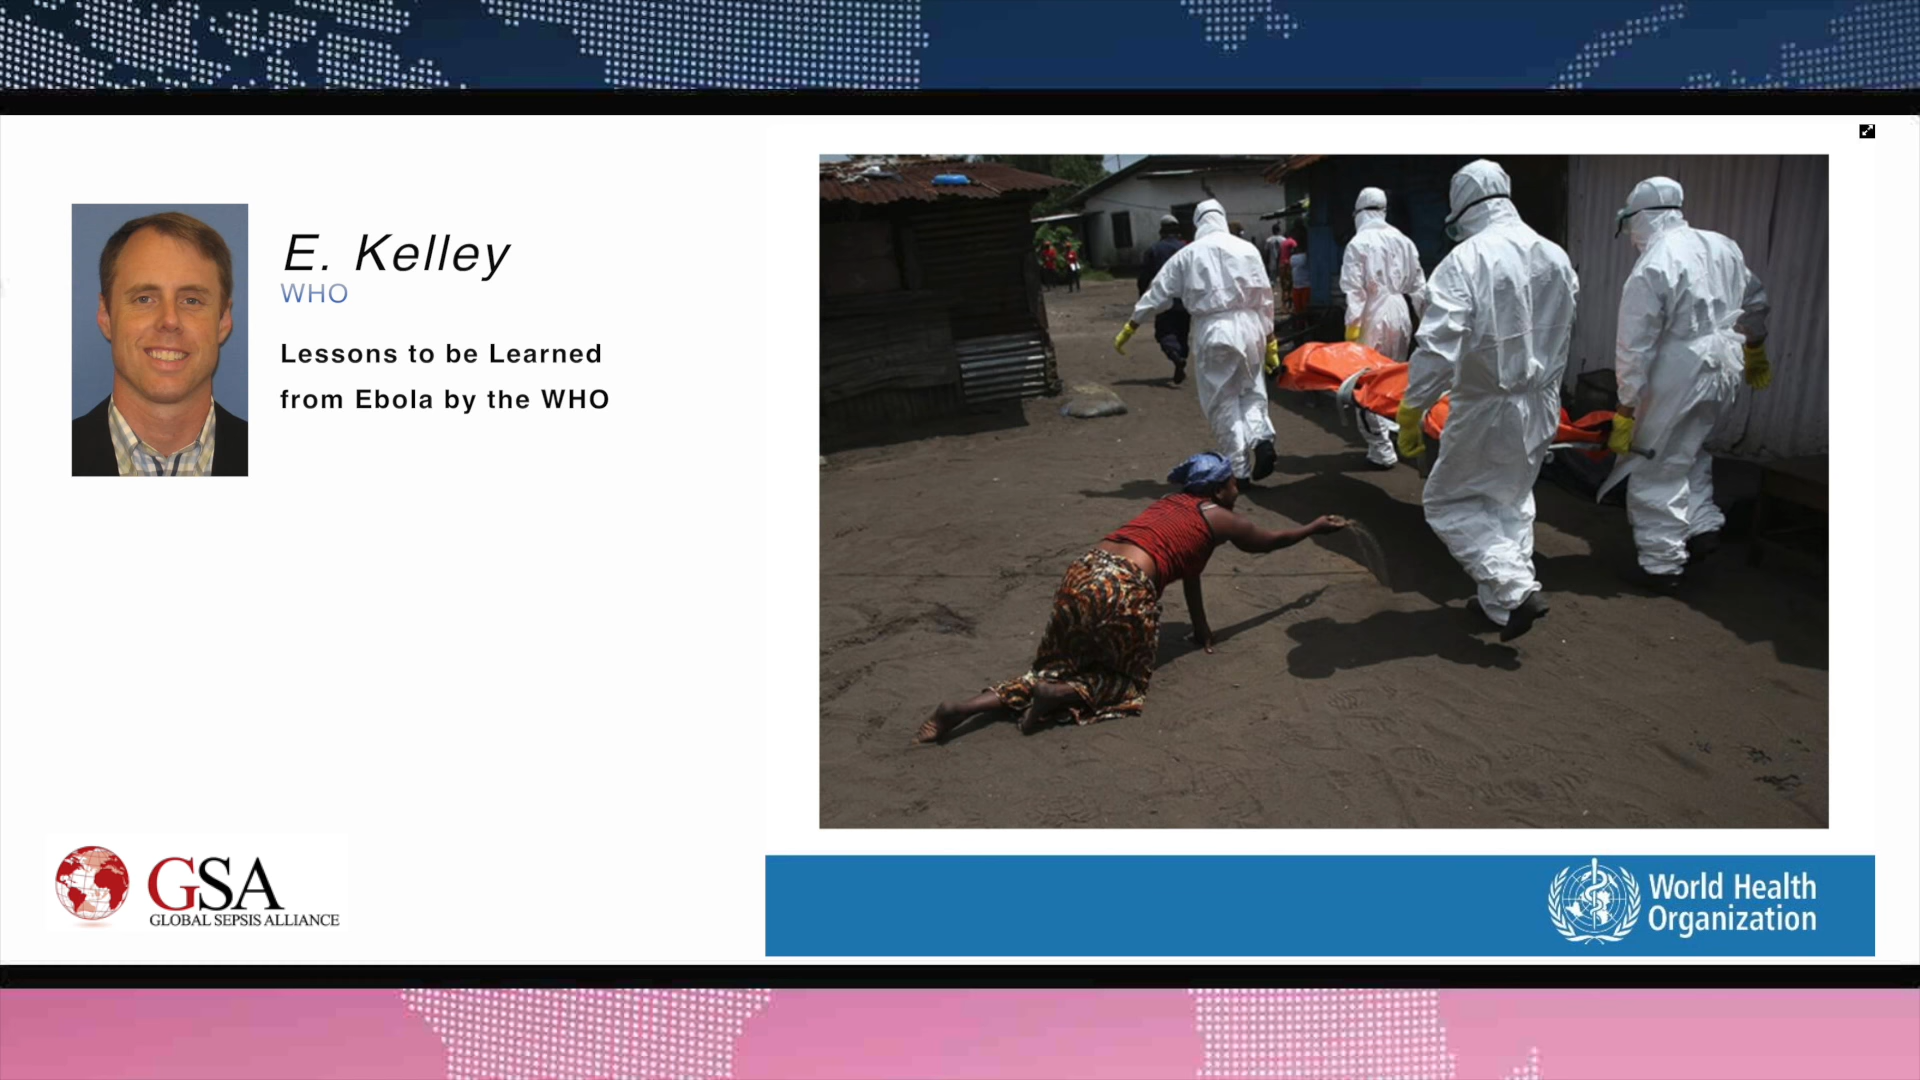 E. Kelley
WHO
Lessons to be Learned
from Ebola by the WHO
GSA
GLOBAL SEPSIS ALLIANCE
World Health
Organization